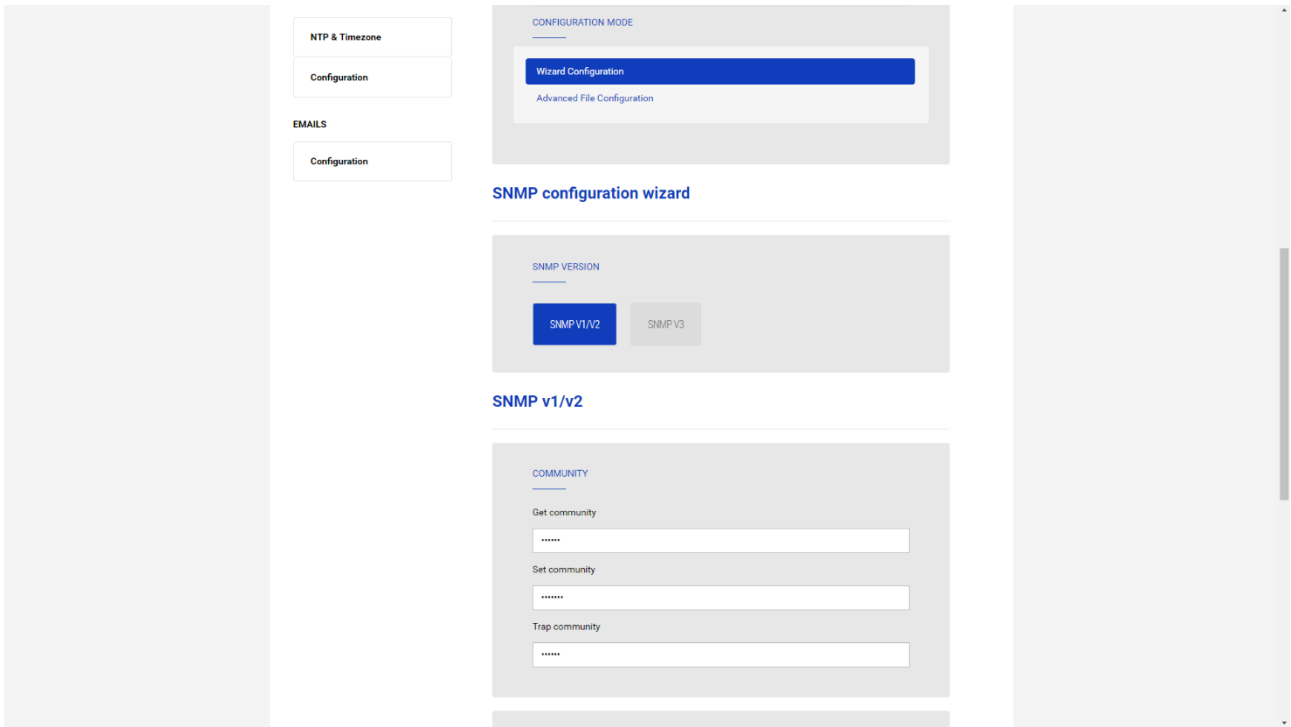 NTP & Timezone
Configuration
EMAILS
Configuration
CONFIGURATION MODE
Wizard Configuration
Advanced File Configuration
SNMP configuration wizard
SNMP VERSION
SNMP V1/V2
SNMP V3
SNMP v1/v2
COMMUNITY
Get community
••••••
Set community
•••••••
Trap community
••••••